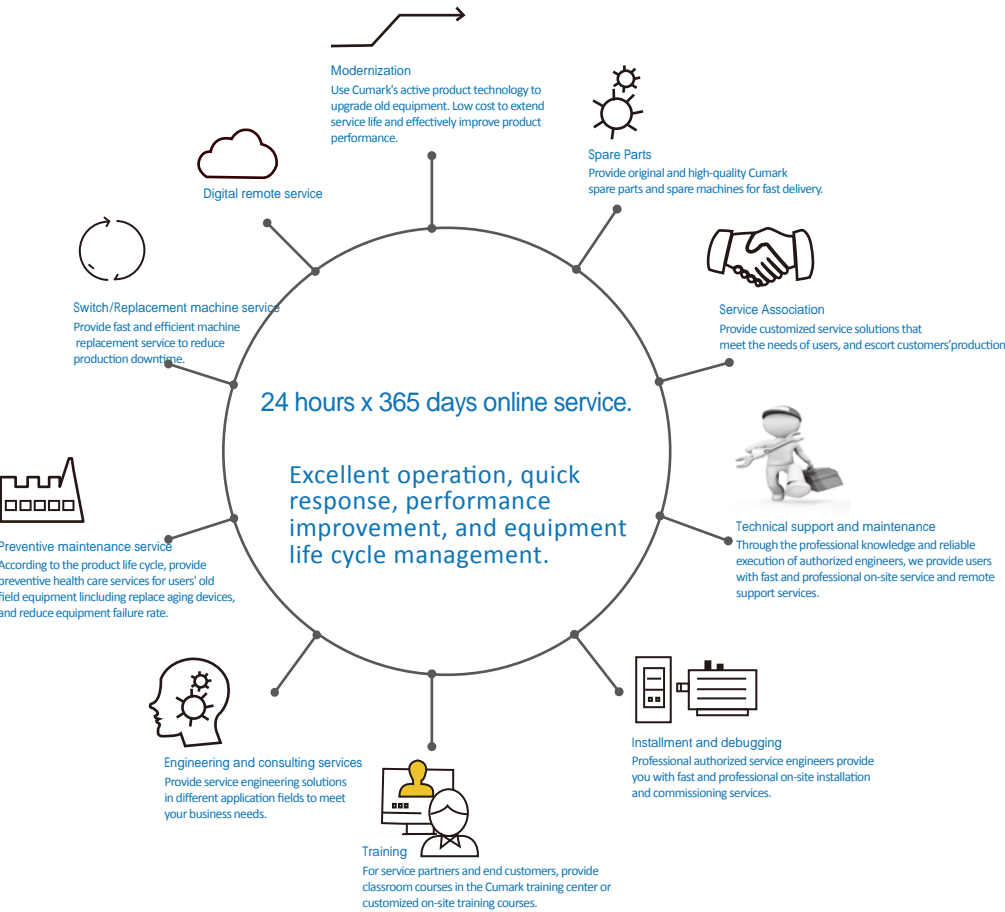 Modernization
Use Cumark's active product technology to
upgrade old equipment. Low cost to extend
service life and effectively improve product
performance.
Spare Parts
Provide original and high-quality Cumark
spare parts and spare machines for fast delivery.
Digital remote service
Switch/Replacement machine service
Provide fast and efficient machine
replacement service to reduce
production downtime.
Service Association
Provide customized service solutions that
meet the needs of users, and escort customers'production
24 hours x 365 days online service.
Excellent operation, quick
response, performance
improvement, and equipment
life cycle management.
Technical support and maintenance
Through the professional knowledge and reliable
execution of authorized engineers, we provide users
with fast and professional on-site service and remote
support services.
Preventive maintenance service
According to the product life cycle, provide
preventive health care services for users' old
field equipment lincluding replace aging devices,
and reduce equipment failure rate.
Installment and debugging
Professional authorized service engineers provide
you with fast and professional on-site installation
and commissioning services.
Engineering and consulting services
Provide service engineering solutions
in different application fields to meet
your business needs.
Training
For service partners and end customers, provide
classroom courses in the Cumark training center or
customized on-site training courses.